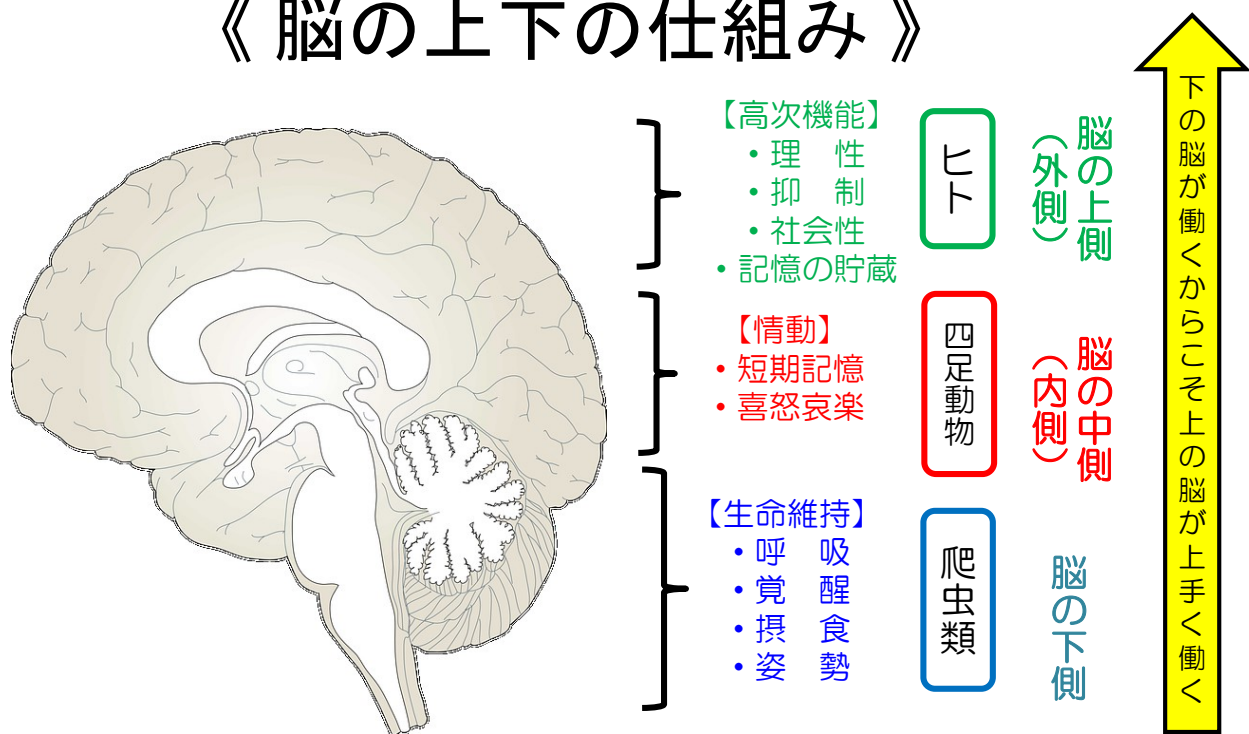 《 脳の上下の仕組み 》
【高次機能】
・理　性
・抑　制
・社会性
・記憶の貯蔵
ヒト
脳の上側
（外側）
【情動】
・短期記憶
・喜怒哀楽
四足動物
脳の中側
（内側）
【生命維持】
・呼　吸
・覚　醒
・摂　食
・姿　勢
爬虫類
脳の下側
下の脳が働くからこそ上の脳が上手く働く